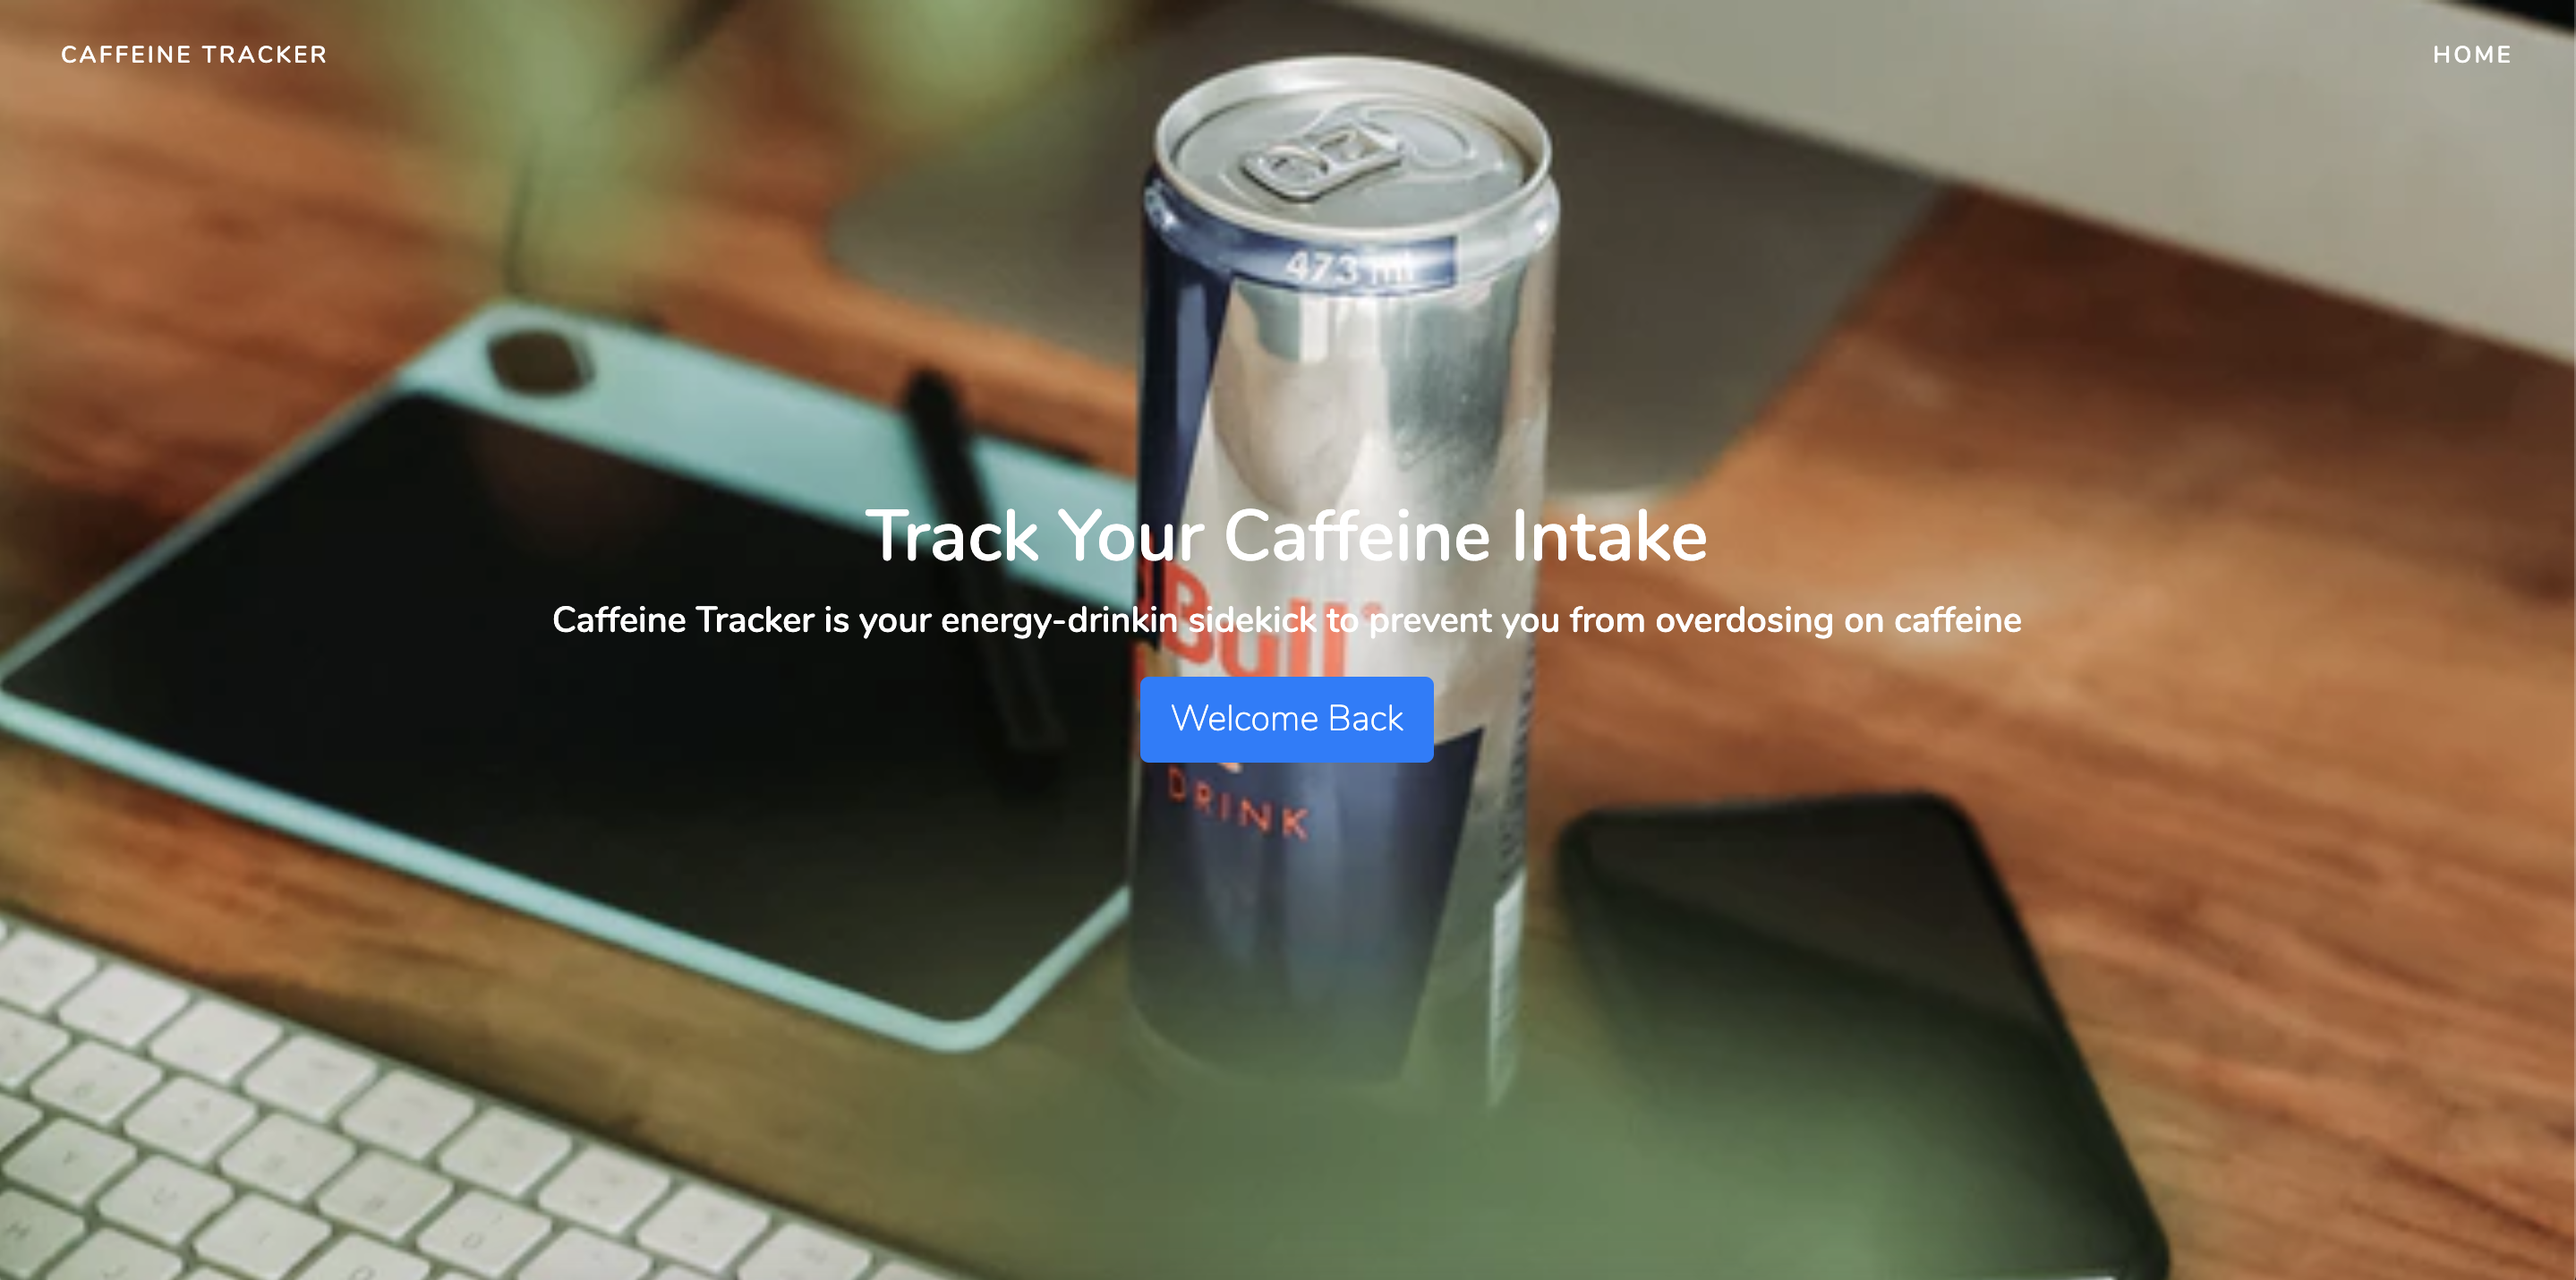 CAFFEINE TRACKER
HOME
473 ml
Track Your Caffeine Intake
Bull
Caffeine Tracker is your energy-drinkin sidekick to prevent you from overdosing on caffeine
Welcome Back
DRINK